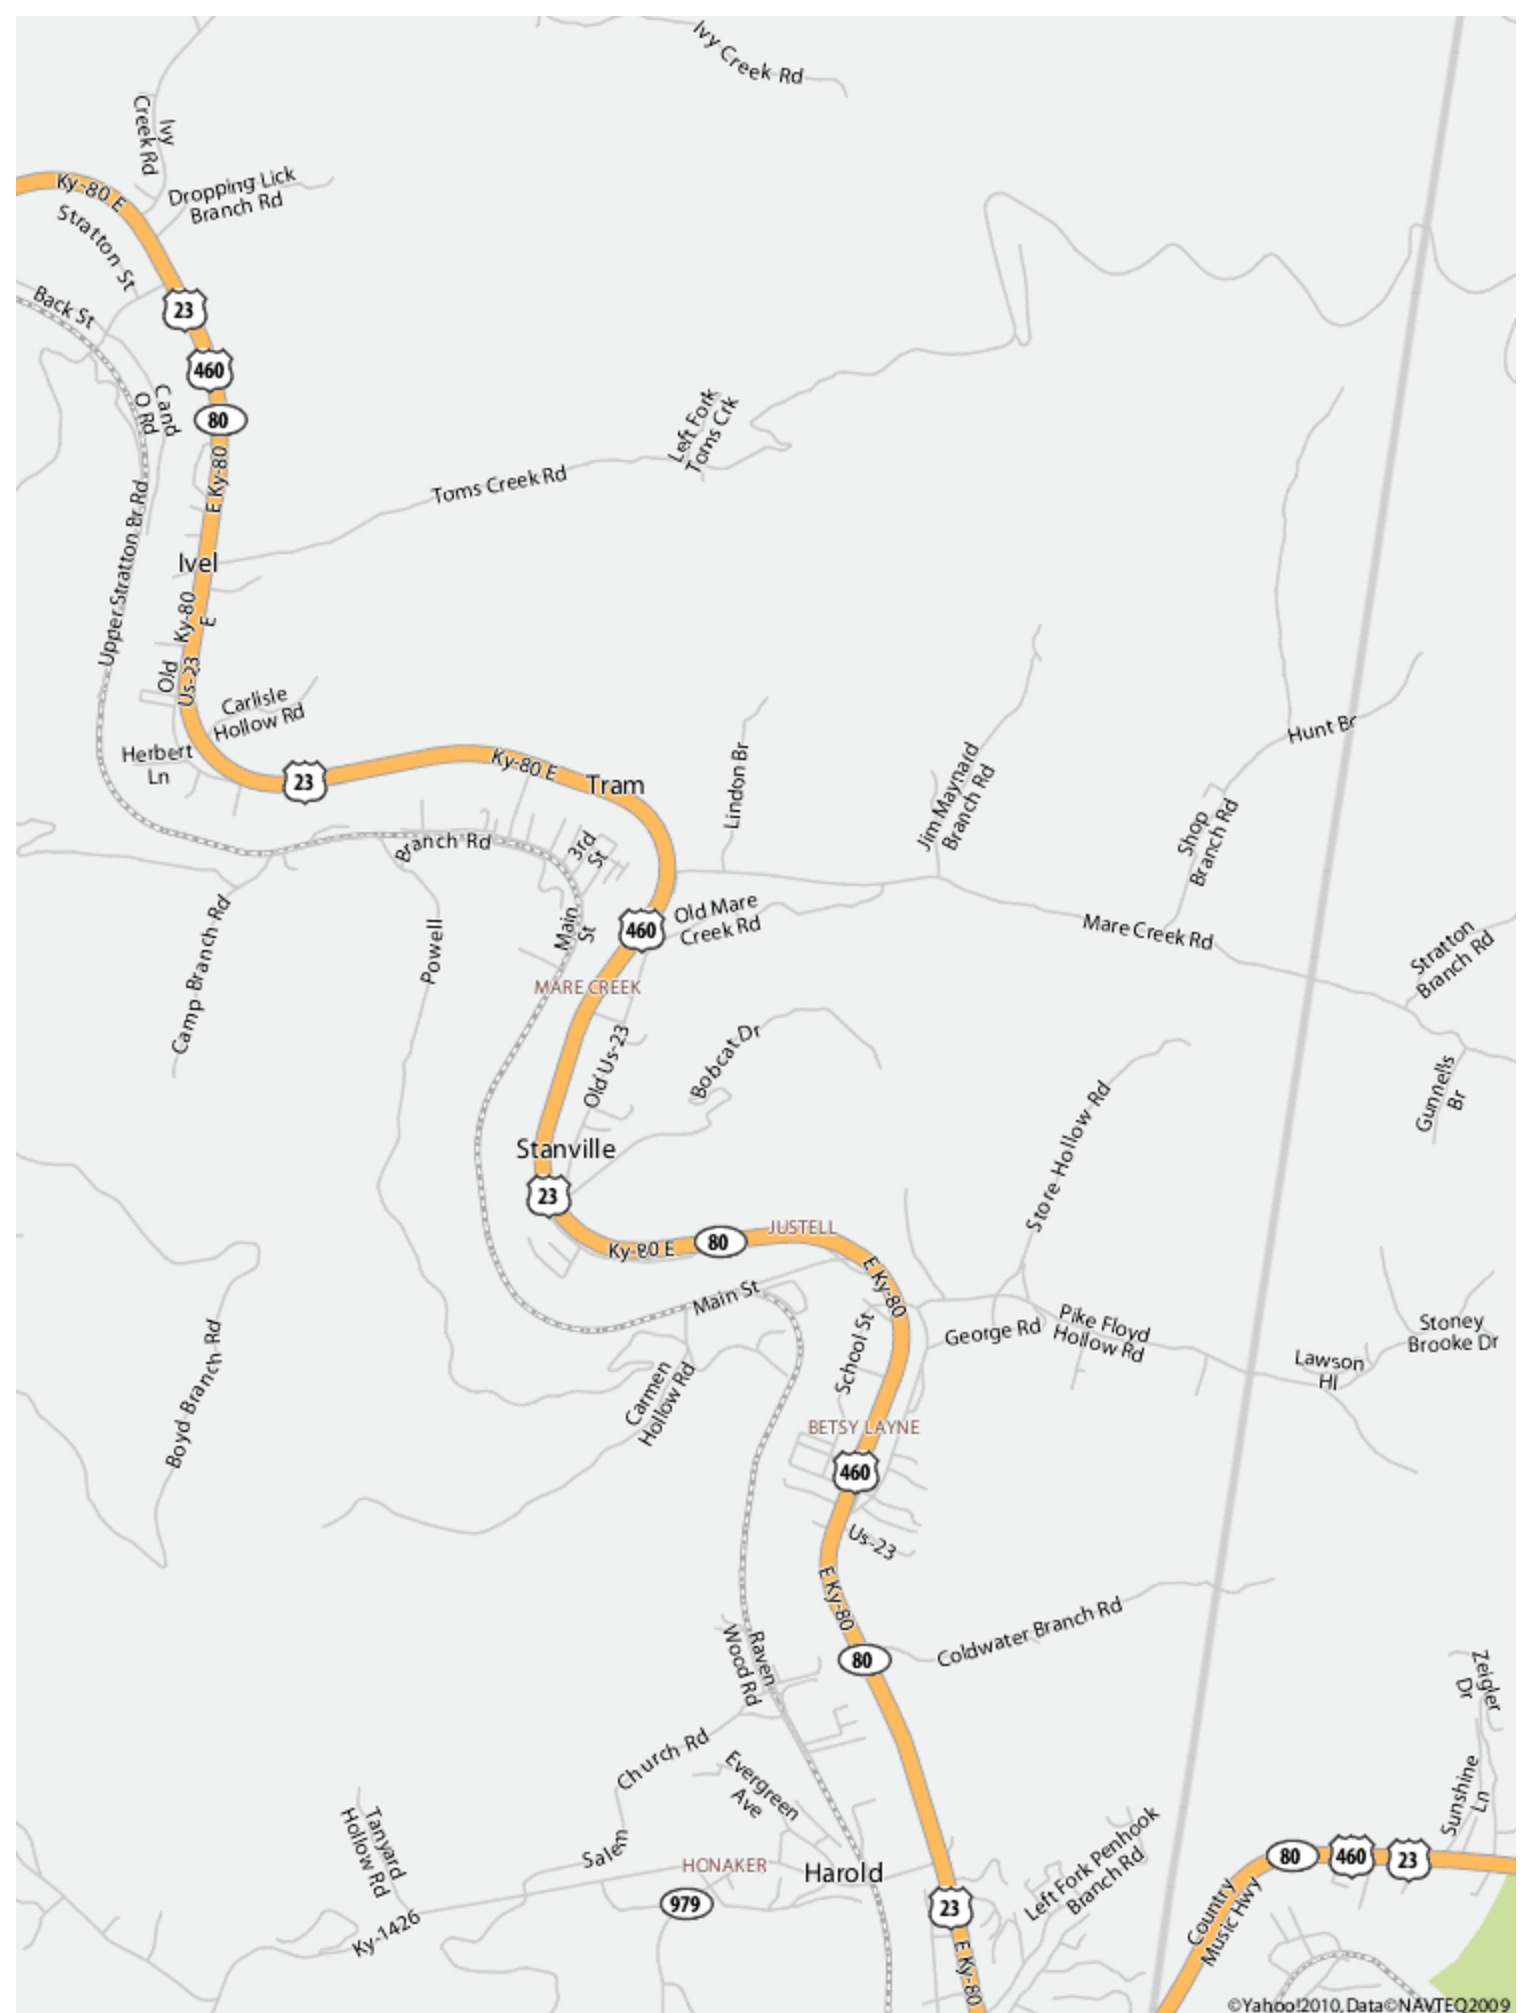 Ivy Creek Rd
Ivy
Creek Rd
Dropping Lick
Branch Rd
Ky-80 E
Stratton St
Back St
23
460
80
C and
O Rd
E Ky-80
Left Fork
Toms Crk
Toms Creek Rd
Upper Stratton Br Rd
Ivel
Ky-80
E
Old
Us-23
Carlisle
Hollow Rd
Herbert
Ln
23
Ky-80 E
Tram
Lindon Br
Jim Maynard
Branch Rd
Hunt Br
Shop
Branch Rd
Branch Rd
3rd
St
Main
St
Powell
Camp Branch Rd
460
Old Mare
Creek Rd
Mare Creek Rd
Stratton
Branch Rd
MARE CREEK
Old Us-23
Bobcat Dr
Gunnells
Br
Store Hollow Rd
Stanville
23
Ky-80 E
80
JUSTELL
E Ky-80
Main St
School St
George Rd
Pike Floyd
Hollow Rd
Stoney
Brooke Dr
Lawson
Hl
Boyd Branch Rd
Carmen
Hollow Rd
BETSY LAYNE
460
Us-23
E Ky-80
Coldwater Branch Rd
80
Raven
Wood Rd
Zeigler
Dr
Church Rd
Evergreen
Ave
Sunshine
Ln
Tanyard
Hollow Rd
Salem
HONAKER
Harold
979
Ky-1426
23
Left Fork Penhook
Branch Rd
80
460
23
Country
Music Hwy
E Ky-80
©Yahoo!2010, Data©NAVTEQ2009